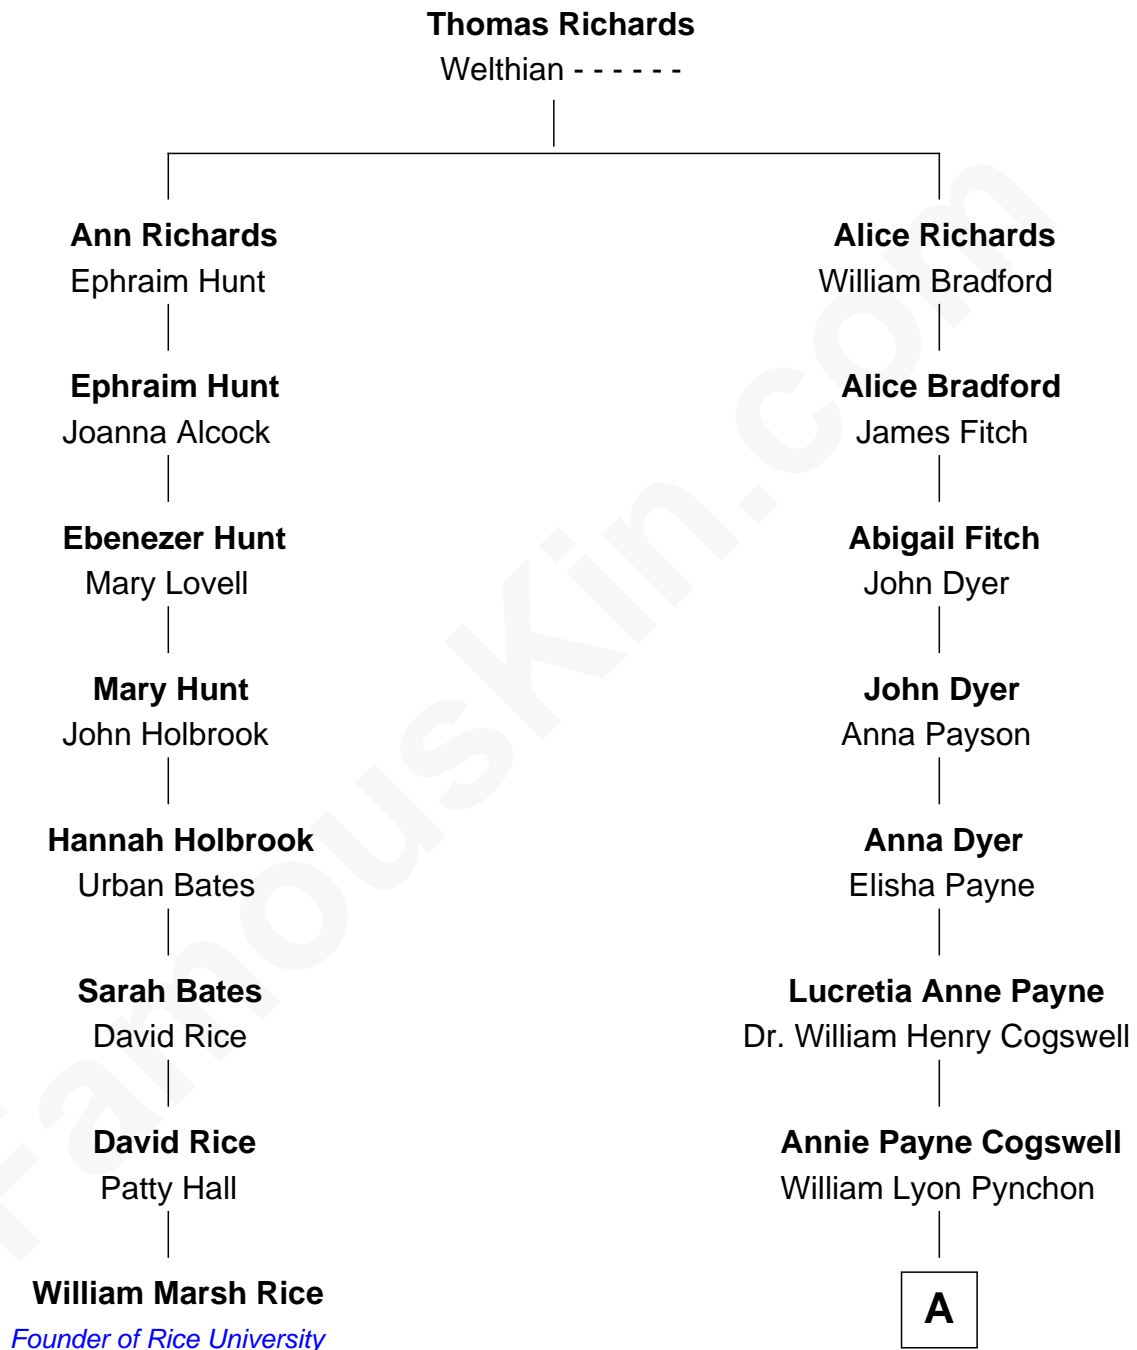 Thomas Richards
Welthian - - - - - -
Ann Richards
Ephraim Hunt
Alice Richards
William Bradford
Ephraim Hunt
Joanna Alcock
Alice Bradford
James Fitch
Ebenezer Hunt
Mary Lovell
Abigail Fitch
John Dyer
Mary Hunt
John Holbrook
John Dyer
Anna Payson
Hannah Holbrook
Urban Bates
Anna Dyer
Elisha Payne
Sarah Bates
David Rice
Lucretia Anne Payne
Dr. William Henry Cogswell
David Rice
Patty Hall
Annie Payne Cogswell
William Lyon Pynchon
William Marsh Rice
Founder of Rice University
A
FamousKin.com